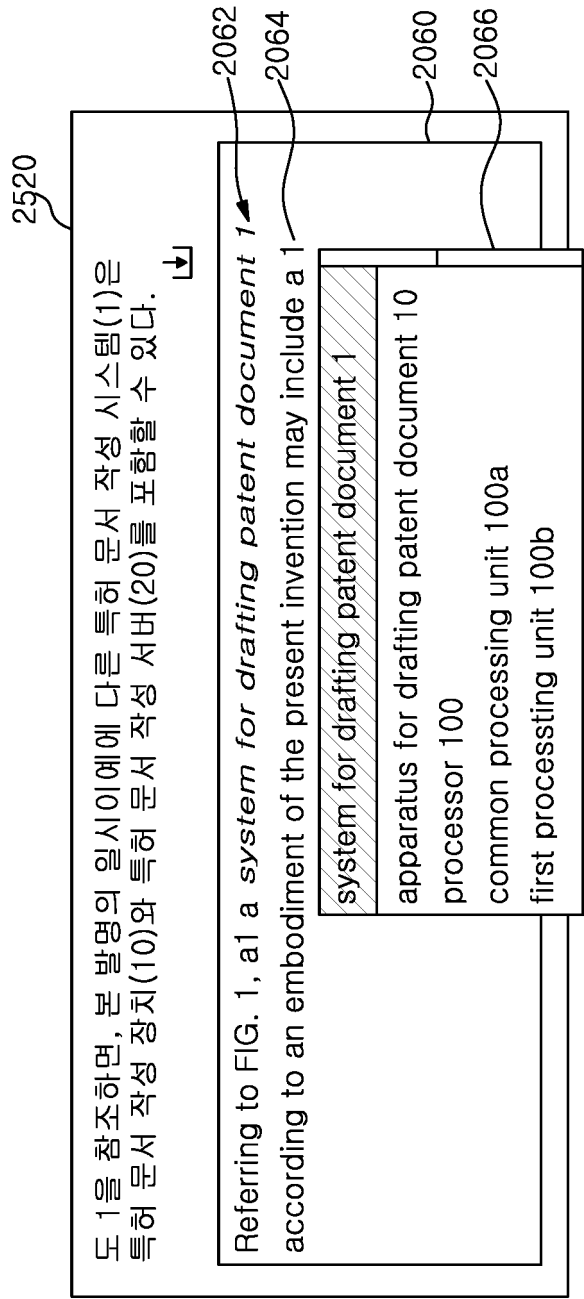 2520
도 1을 참조하면, 본 발명의 일시이예에 다른 특허 문서 작성 시스템(1)은
특허 문서 작성 장치(10)와 특허 문서 작성 서버(20)를 포함할 수 있다.
Referring to FIG. 1, a1 a system for drafting patent document 1
2062
according to an embodiment of the present invention may include a 1
2064
system for drafting patent document 1
apparatus for drafting patent document 10
2060
processor 100
2066
common processing unit 100a
first processting unit 100b